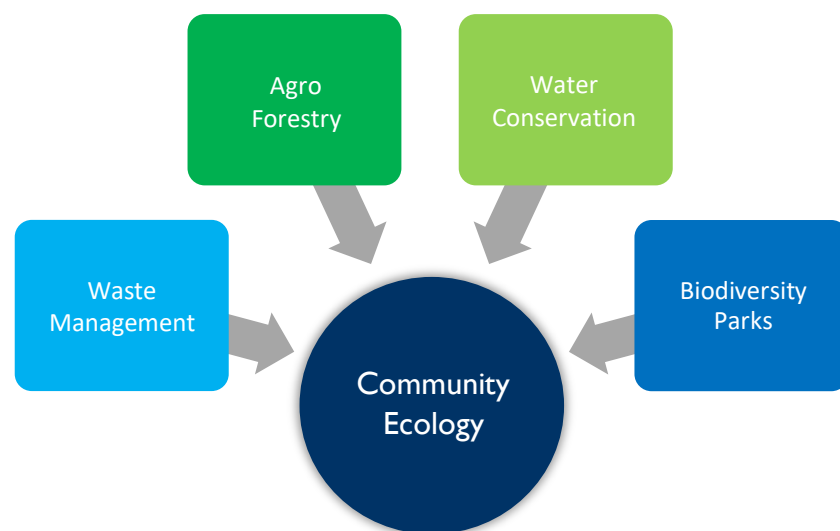 Agro
Forestry
Water
Conservation
Waste
Management
Biodiversity
Parks
Community
Ecology